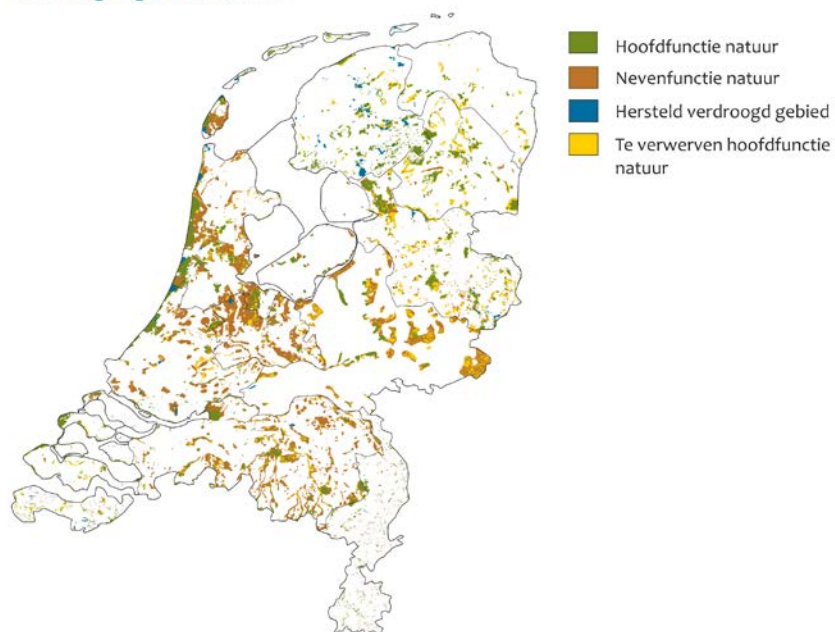 Hoofdfunctie natuur
Nevenfunctie natuur
Hersteld verdroogd gebied
Te verwerven hoofdfunctie
natuur